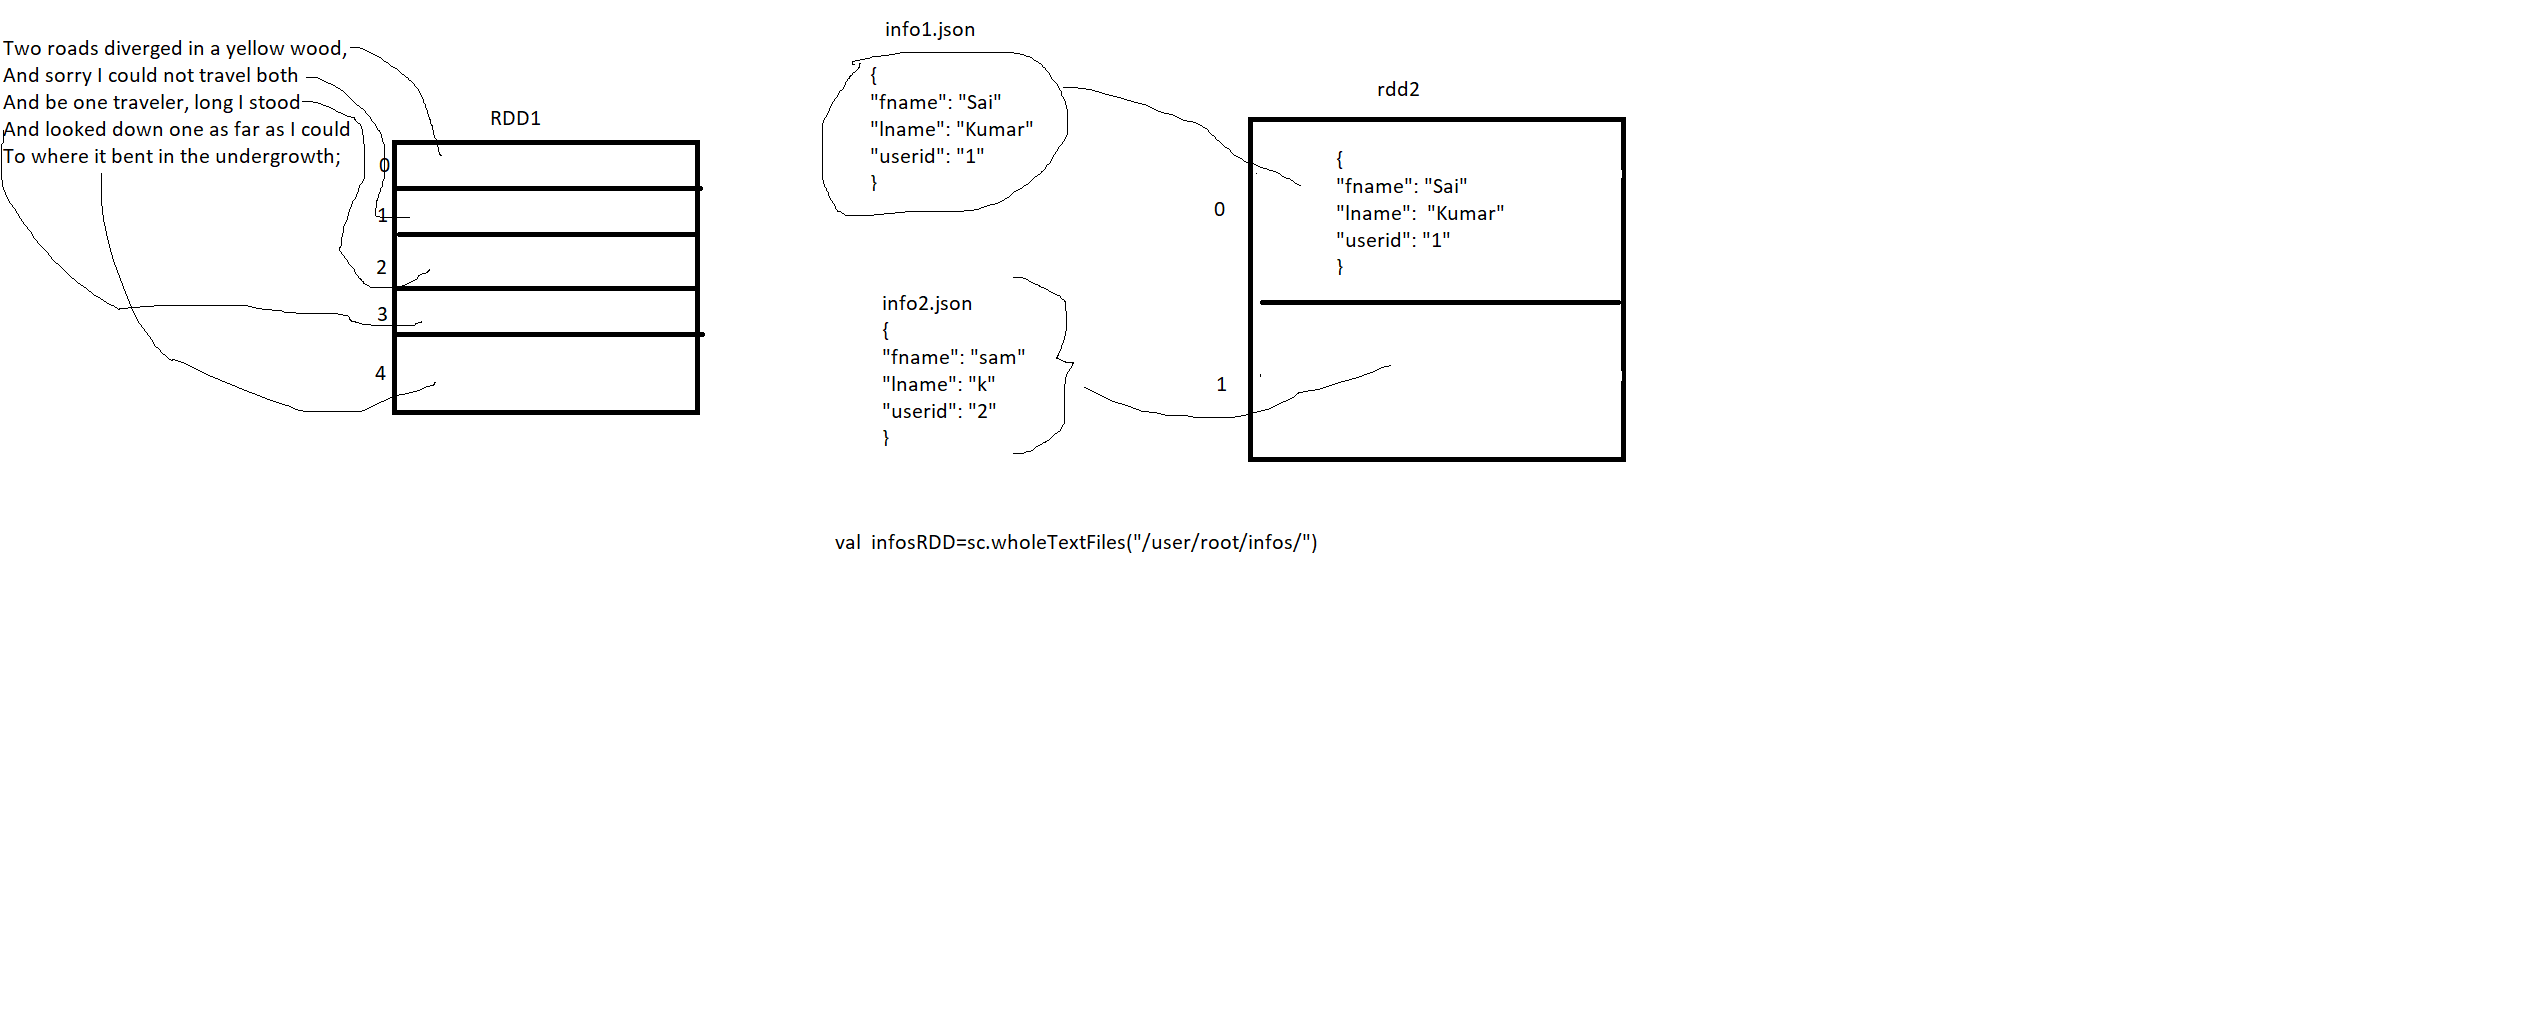 Two roads diverged in a yellow wood,
And sorry I could not travel both
And be one traveler, long I stood
And looked down one as far as I could
To where it bent in the undergrowth;
RDD1
0
1
2
3
4
info1.json
{
"fname": "Sai"
"lname": "Kumar"
"userid": "1"
}
info2.json
{
"fname": "sam"
"lname": "k"
"userid": "2"
}
rdd2
0
{
"fname": "Sai"
"lname":  "Kumar"
"userid": "1"
}
1
val  infosRDD=sc.wholeTextFiles("/user/root/infos/")